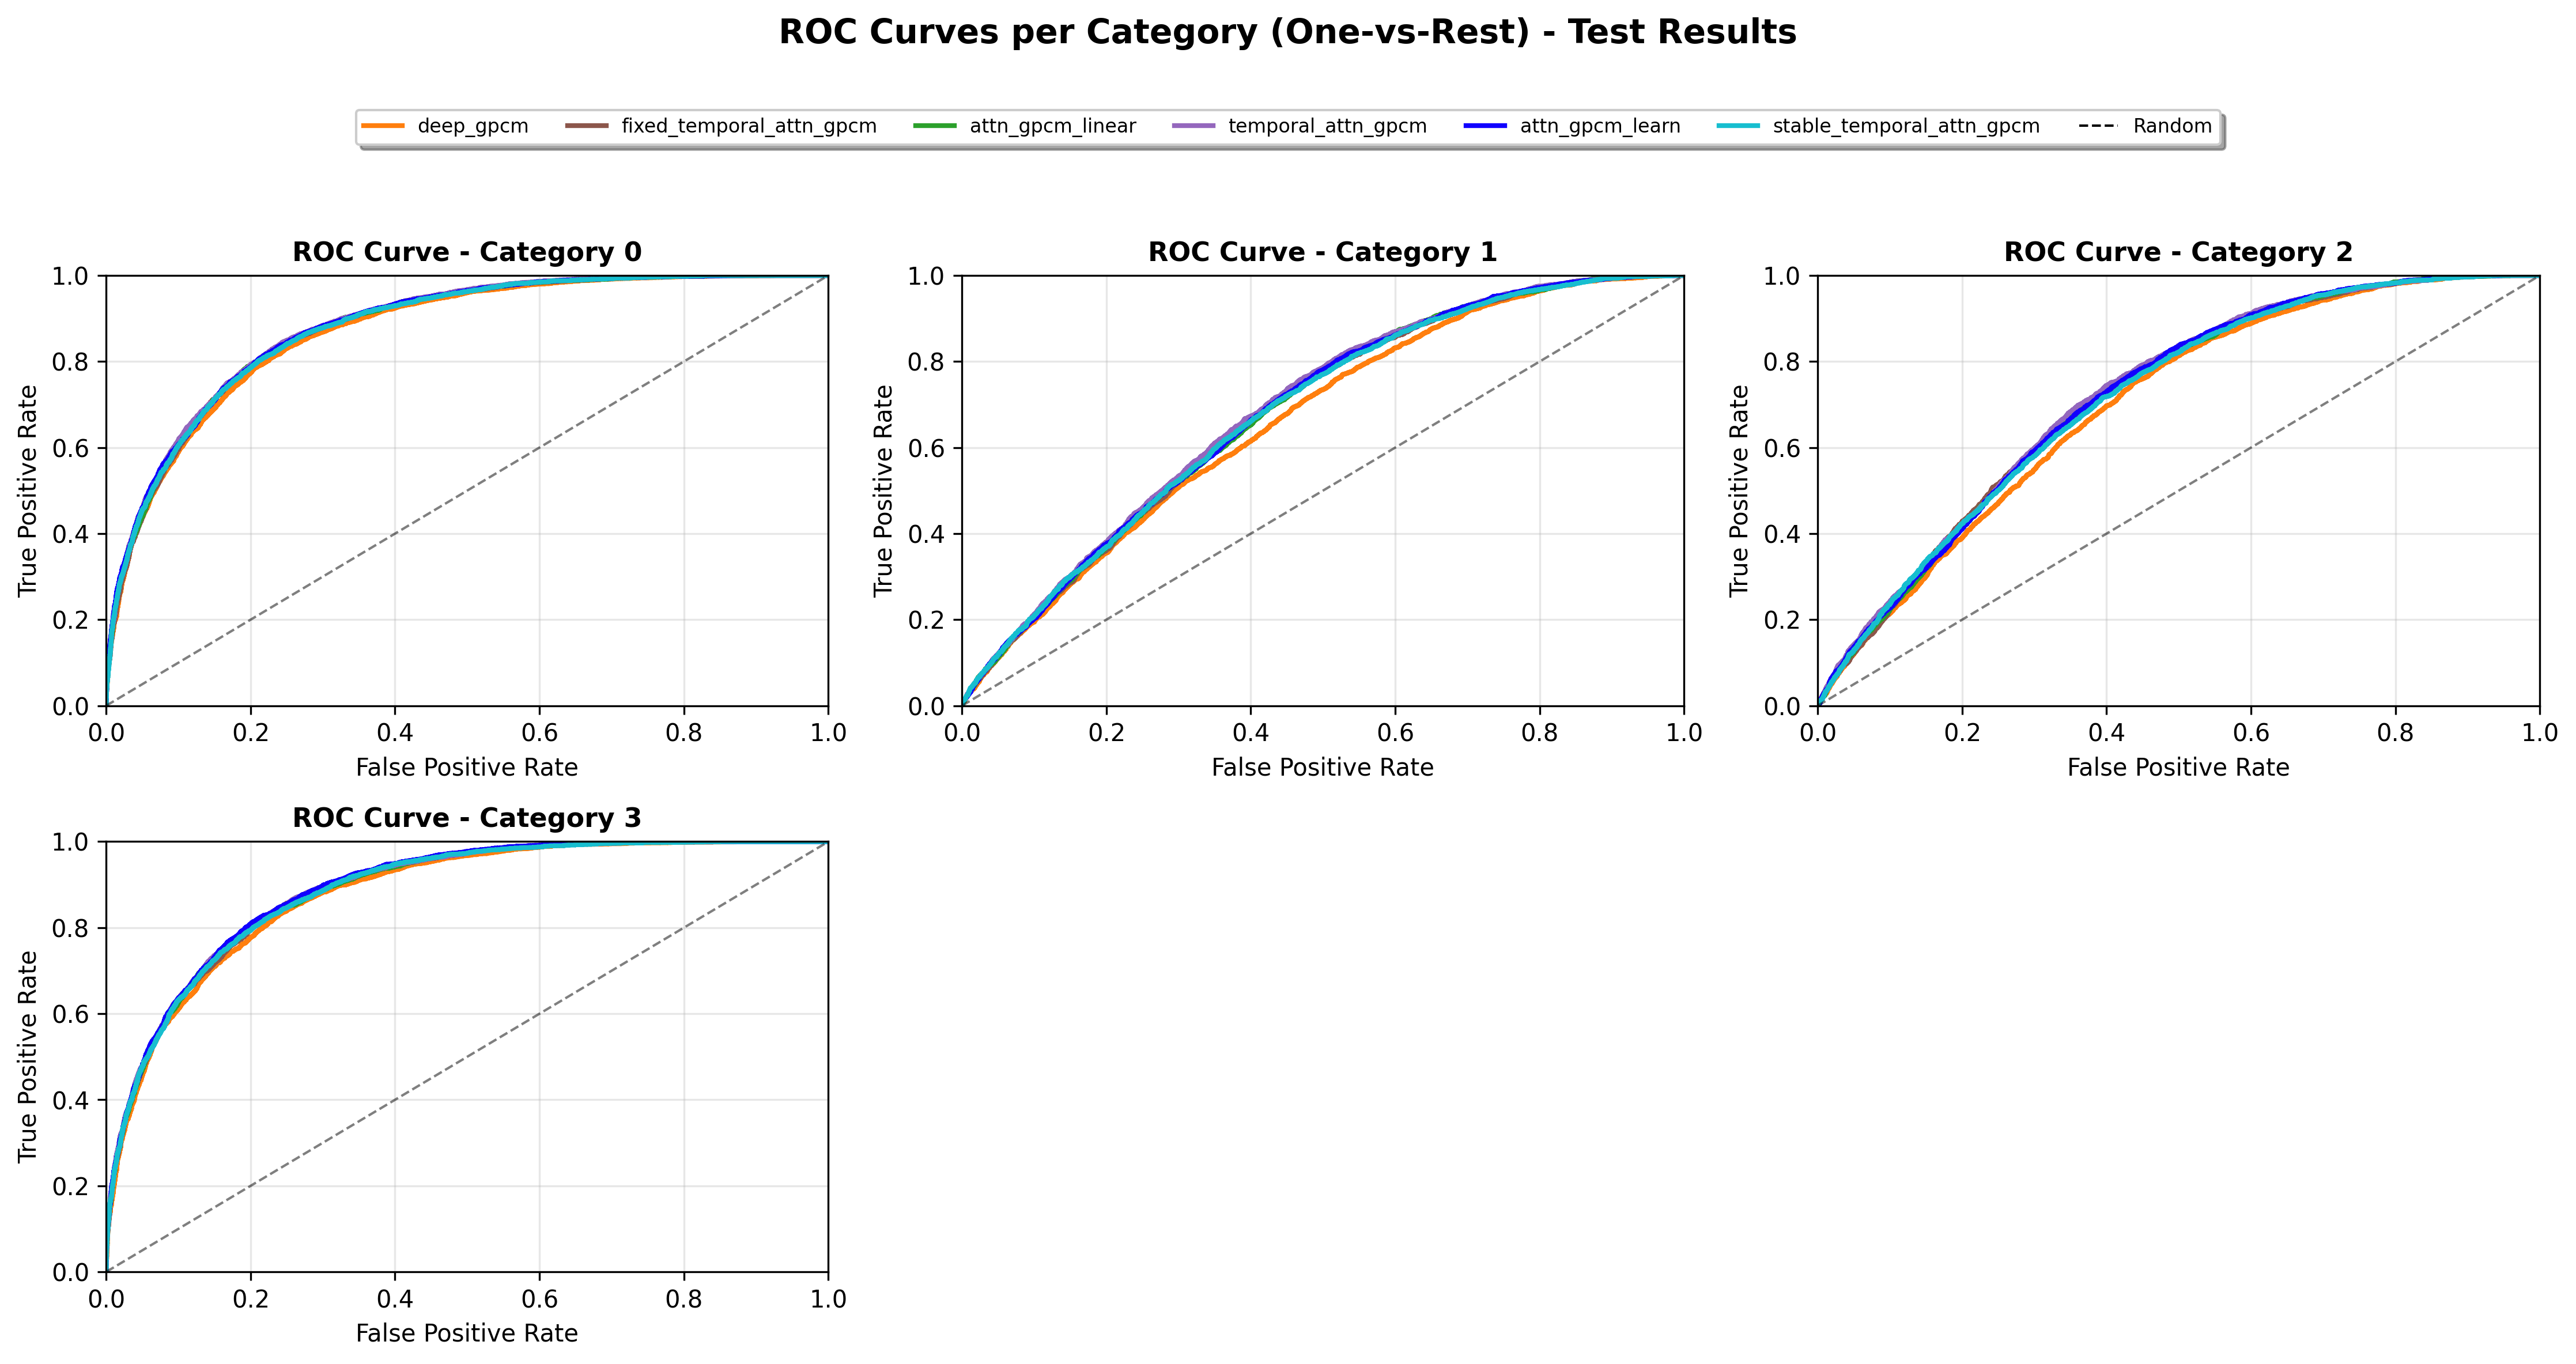 ROC Curves per Category (One-vs-Rest) - Test Results
deep_gpcm fixed_temporal_attn_gpcm attn_gpcm_linear temporal_attn_gpcm attn_gpcm_learn stable_temporal_attn_gpcm Random
ROC Curve - Category 0
1.0
0.8
0.6
0.4
0.2
0.0
True Positive Rate
0.0 0.2 0.4 0.6 0.8 1.0
False Positive Rate
ROC Curve - Category 1
1.0
0.8
0.6
0.4
0.2
0.0
True Positive Rate
0.0 0.2 0.4 0.6 0.8 1.0
False Positive Rate
ROC Curve - Category 2
1.0
0.8
0.6
0.4
0.2
0.0
True Positive Rate
0.0 0.2 0.4 0.6 0.8 1.0
False Positive Rate
ROC Curve - Category 3
1.0
0.8
0.6
0.4
0.2
0.0
True Positive Rate
0.0 0.2 0.4 0.6 0.8 1.0
False Positive Rate